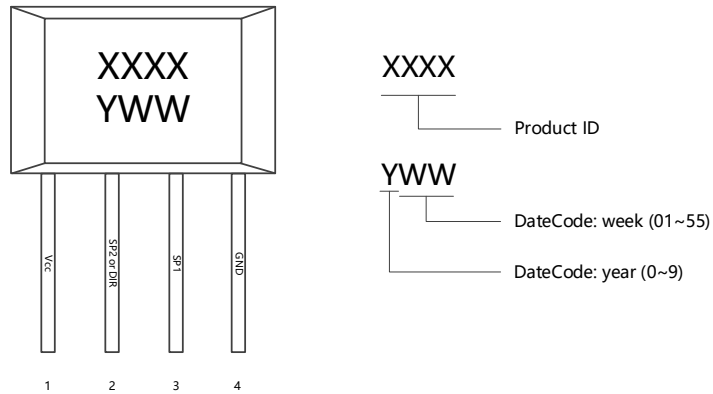 XXXX
YWW
Vcc
SP2 or DIR
SP1
GND
1 2 3 4
XXXX
Product ID
YWW
DateCode: week (01~55)
DateCode: year (0~9)